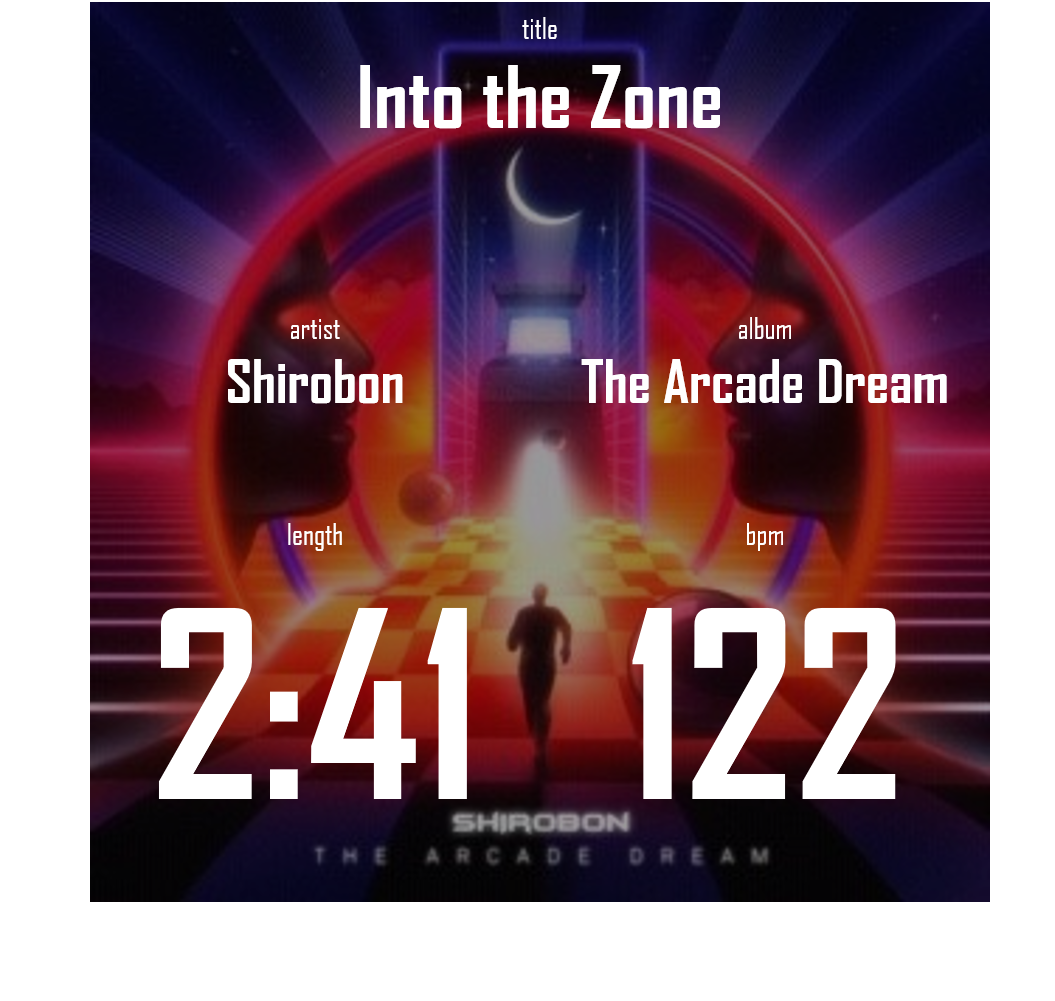 title
Into the Zone
artist
Shirobon
album
The Arcade Dream
length
2:41
bpm
122
SHIROBON
THE ARCADE DREAM